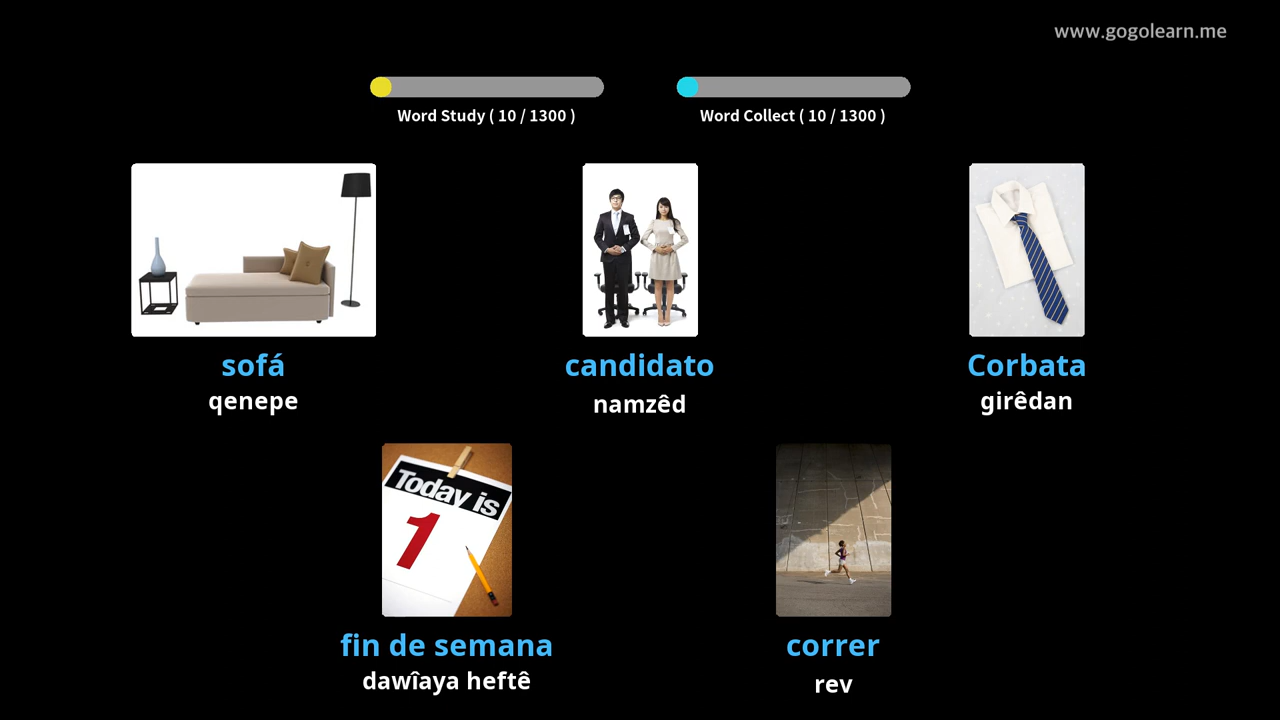 www.gogolearn.me
Word Study ( 10 / 1300 )
Word Collect ( 10 / 1300 )
sofá
qenepe
candidato
namzêd
Corbata
girêdan
Today is
1
fin de semana
dawîaya heftê
correr
rev